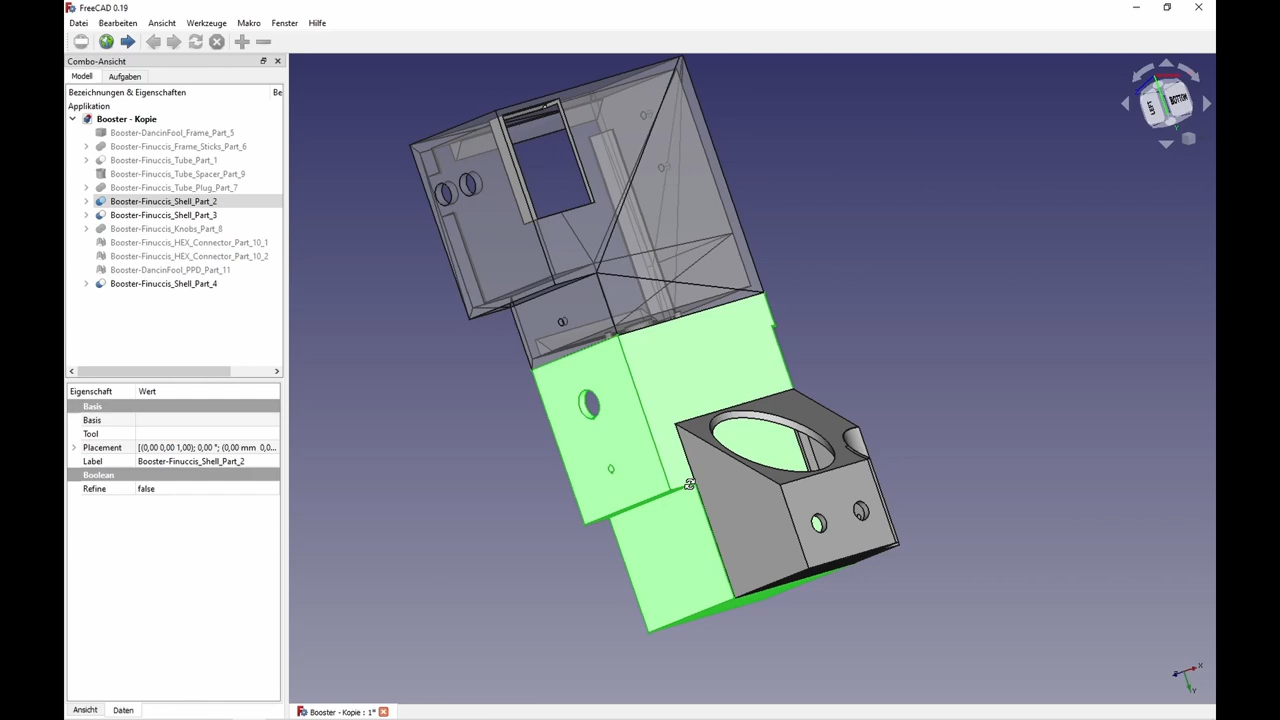 FreeCAD 0.19
Datei Bearbeiten Ansicht Werkzeuge Makro Fenster Hilfe
Combo-Ansicht
Modell Aufgaben
Bezeichnungen & Eigenschaften Be
Applikation
Booster - Kopie
Booster-DancinFool_Frame_Part_5
Booster-Finuccis_Frame_Sticks_Part_6
Booster-Finuccis_Tube_Part_1
Booster-Finuccis_Tube_Spacer_Part_9
Booster-Finuccis_Tube_Plug_Part_7
Booster-Finuccis_Shell_Part_2
Booster-Finuccis_Shell_Part_3
Booster-Finuccis_Knobs_Part_8
Booster-Finuccis_HEX_Connector_Part_10_1
Booster-Finuccis_HEX_Connector_Part_10_2
Booster-DancinFool_PPD_Part_11
Booster-Finuccis_Shell_Part_4
Eigenschaft Wert
Basis
Basis
Tool
Placement [(0,00 0,00 1,00); 0,00 °; (0,00 mm 0,0...
Label Booster-Finuccis_Shell_Part_2
Boolean
Refine false
Ansicht Daten
Booster - Kopie : 1*
LEFT BOTTOM
X
Y